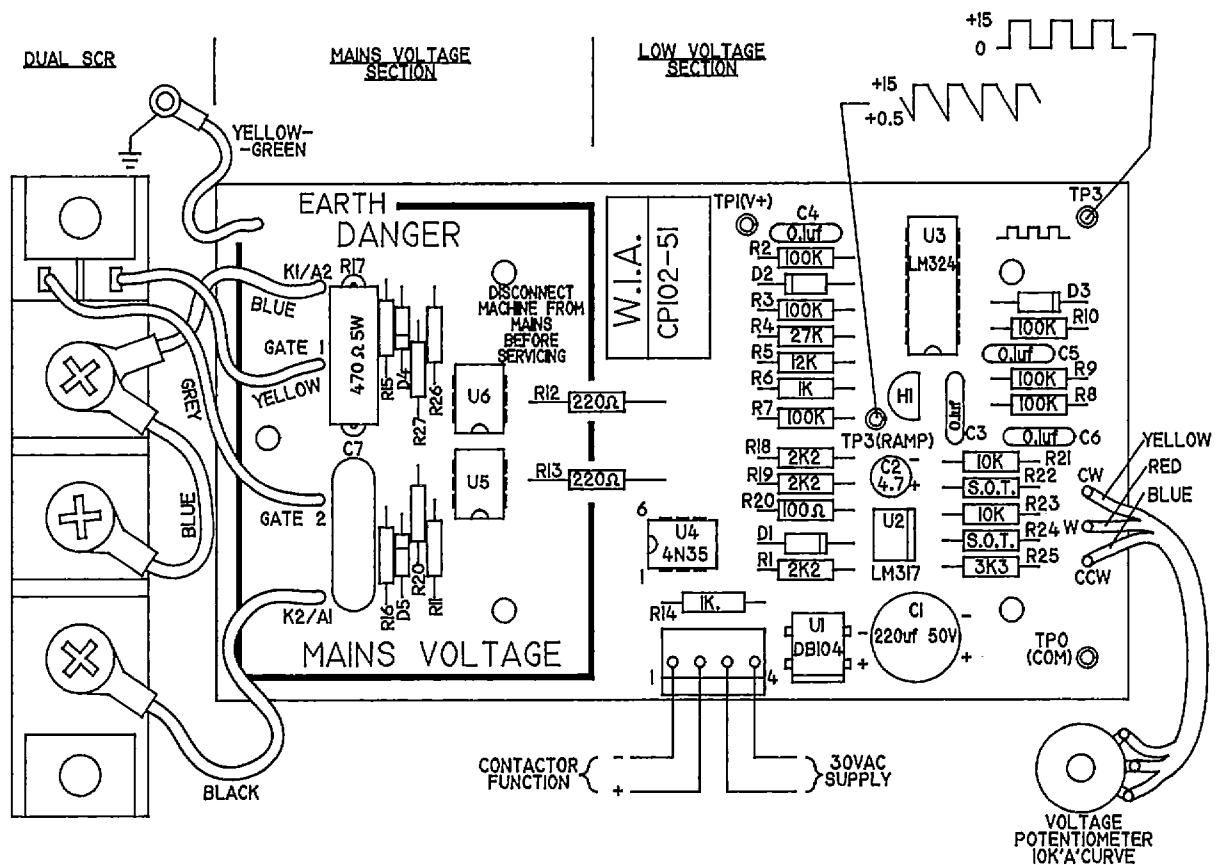 DUAL SCR
MAINS VOLTAGE
SECTION
LOW VOLTAGE
SECTION
+15
0
+15
+0.5
YELLOW-
-GREEN
EARTH
DANGER
K1/A2
BLUE
R17
470Ω 5W
GATE 1
YELLOW
GREY
BLUE
GATE 2
C7
K2/A1
BLACK
R15
D4
R27
R26
R16
D5
R20
R11
DISCONNECT
MACHINE FROM
MAINS
BEFORE
SERVICING
U6
U5
MAINS VOLTAGE
R12
220Ω
R13
220Ω
W.I.A.
CP102-51
TP1(V+)
C4
0.1uf
R2
100K
D2
R3
100K
R4
27K
R5
12K
R6
1K
R7
100K
R18
2K2
R19
2K2
R20
100Ω
D1
R1
2K2
6
U4
4N35
1
R14
1K.
1
4
U3
LM324
H1
TP3(RAMP)
C3
0.1uf
C2
4.7
-
+
U2
LM317
U1
DB104
-
+
C1
220uf 50V
-
+
TP3
D3
R10
100K
0.1uf
C5
R9
100K
R8
100K
0.1uf
C6
R21
10K
R22
S.O.T.
R23
10K
R24
S.O.T.
R25
3K3
CW
W
CCW
YELLOW
RED
BLUE
TP0
(COM)
CONTACTOR
FUNCTION
-
+
30VAC
SUPPLY
VOLTAGE
POTENTIOMETER
10K'A'CURVE